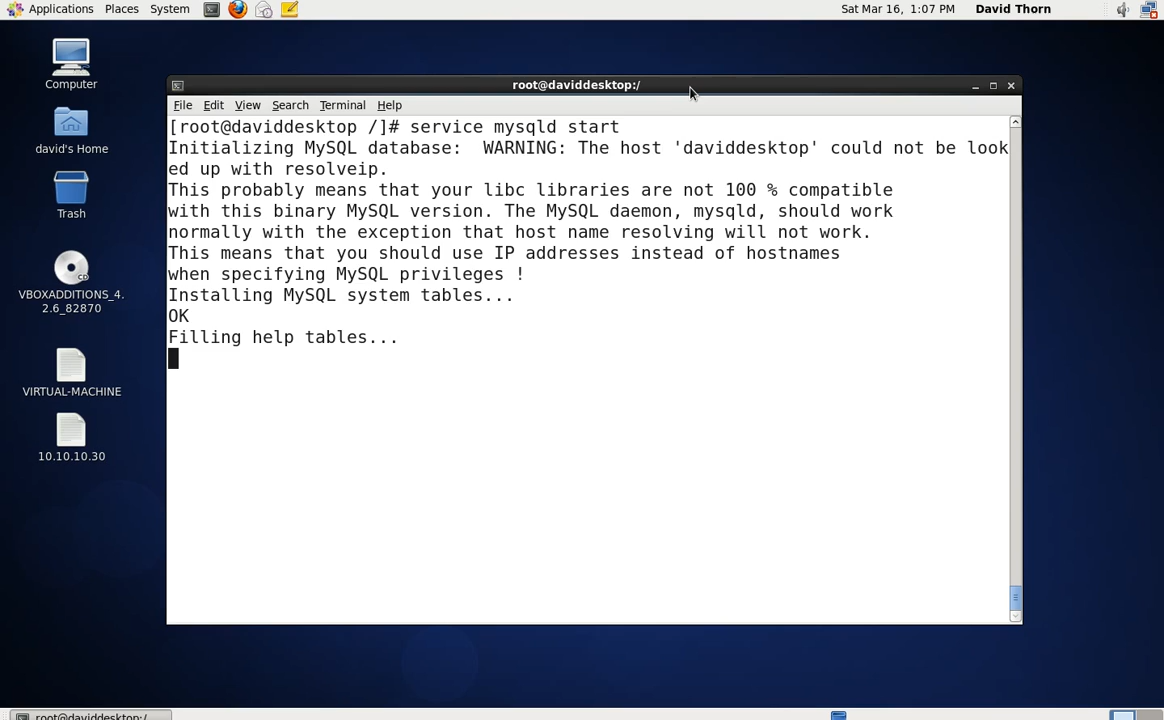 Applications Places System Sat Mar 16, 1:07 PM David Thorn
Computer
david's Home
Trash
VBOXADDITIONS_4.
2.6_82870
VIRTUAL-MACHINE
10.10.10.30
root@daviddesktop:/
File Edit View Search Terminal Help
[root@daviddesktop /]# service mysqld start
Initializing MySQL database:  WARNING: The host 'daviddesktop' could not be look
ed up with resolveip.
This probably means that your libc libraries are not 100 % compatible
with this binary MySQL version. The MySQL daemon, mysqld, should work
normally with the exception that host name resolving will not work.
This means that you should use IP addresses instead of hostnames
when specifying MySQL privileges !
Installing MySQL system tables...
OK
Filling help tables...
root@daviddesktop:/